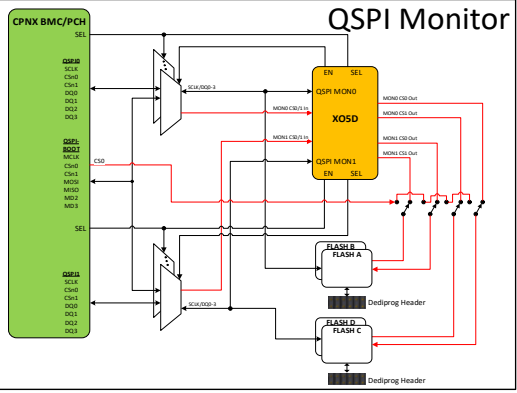 QSPI Monitor
CPNX BMC/PCH
SEL
QSPI0
SCLK
CSn0
CSn1
DQ0
DQ1
DQ2
DQ3
QSPI-
BOOT
MCLK
CSn0
CSn1
MOSI
MISO
MD2
MD3
SEL
QSPI1
SCLK
CSn0
CSn1
DQ0
DQ1
DQ2
DQ3
CS0
SCLK/DQ0-3
MON0 CS0/1 In
MON1 CS0/1 In
SCLK/DQ0-3
EN SEL
EN SEL
QSPI MON0
XOSD
QSPI MON1
EN SEL
MON0 CS0 Out
MON0 CS1 Out
MON1 CS0 Out
MON1 CS1 Out
FLASH B
FLASH A
Dediprog Header
FLASH D
FLASH C
Dediprog Header